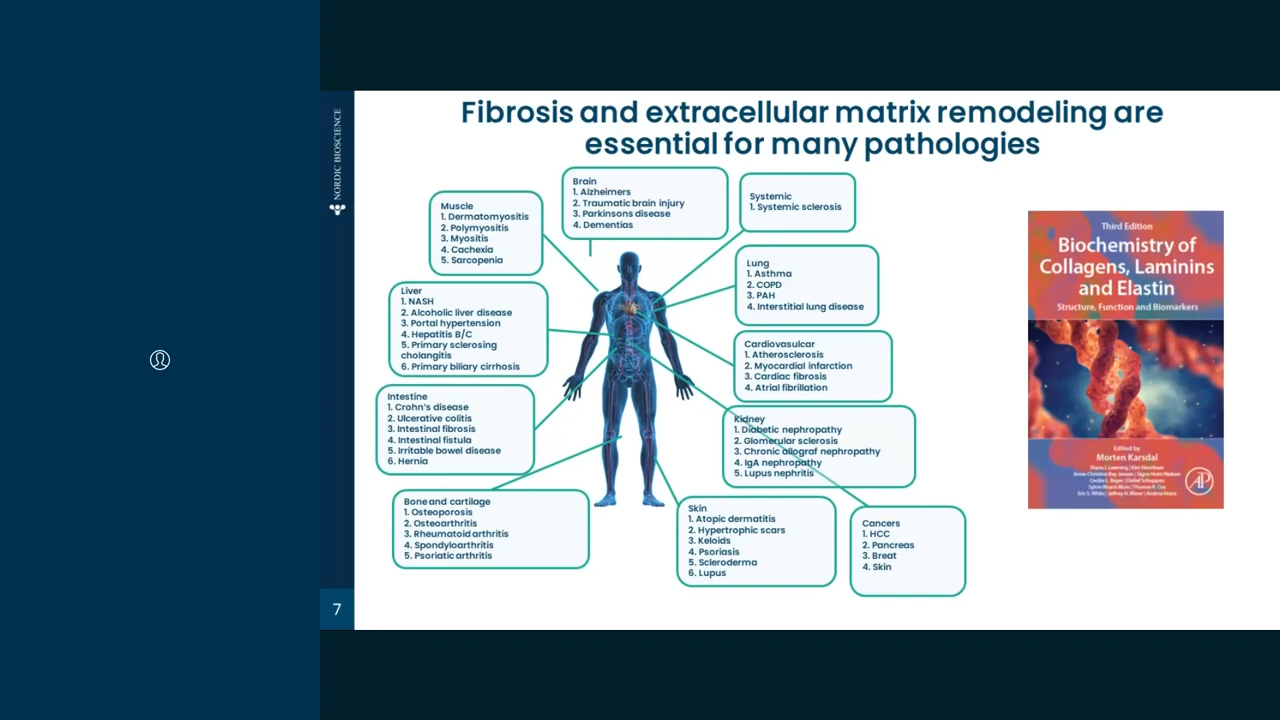 Fibrosis and extracellular matrix remodeling are
essential for many pathologies
NORDIC BIOSCIENCE
Muscle
1. Dermatomyositis
2. Polymyositis
3. Myositis
4. Cachexia
5. Sarcopenia
Brain
1. Alzheimers
2. Traumatic brain injury
3. Parkinsons disease
4. Dementias
Systemic
1. Systemic sclerosis
Liver
1. NASH
2. Alcoholic liver disease
3. Portal hypertension
4. Hepatitis B/C
5. Primary sclerosing
cholangitis
6. Primary biliary cirrhosis
Lung
1. Asthma
2. COPD
3. PAH
4. Interstitial lung disease
Cardiovasulcar
1. Atherosclerosis
2. Myocardial infarction
3. Cardiac fibrosis
4. Atrial fibrillation
Intestine
1. Crohn's disease
2. Ulcerative colitis
3. Intestinal fibrosis
4. Intestinal fistula
5. Irritable bowel disease
6. Hernia
Kidney
1. Diabetic nephropathy
2. Glomerular sclerosis
3. Chronic allograf nephropathy
4. IgA nephropathy
5. Lupus nephritis
Bone and cartilage
1. Osteoporosis
2. Osteoarthritis
3. Rheumatoid arthritis
4. Spondyloarthritis
5. Psoriatic arthritis
Skin
1. Atopic dermatitis
2. Hypertrophic scars
3. Keloids
4. Psoriasis
5. Scleroderma
6. Lupus
Cancers
1. HCC
2. Pancreas
3. Breat
4. Skin
Third Edition
Biochemistry of
Collagens, Laminins
and Elastin
Structure, Function and Biomarkers
Edited by
Morten Karsdal
AP
7